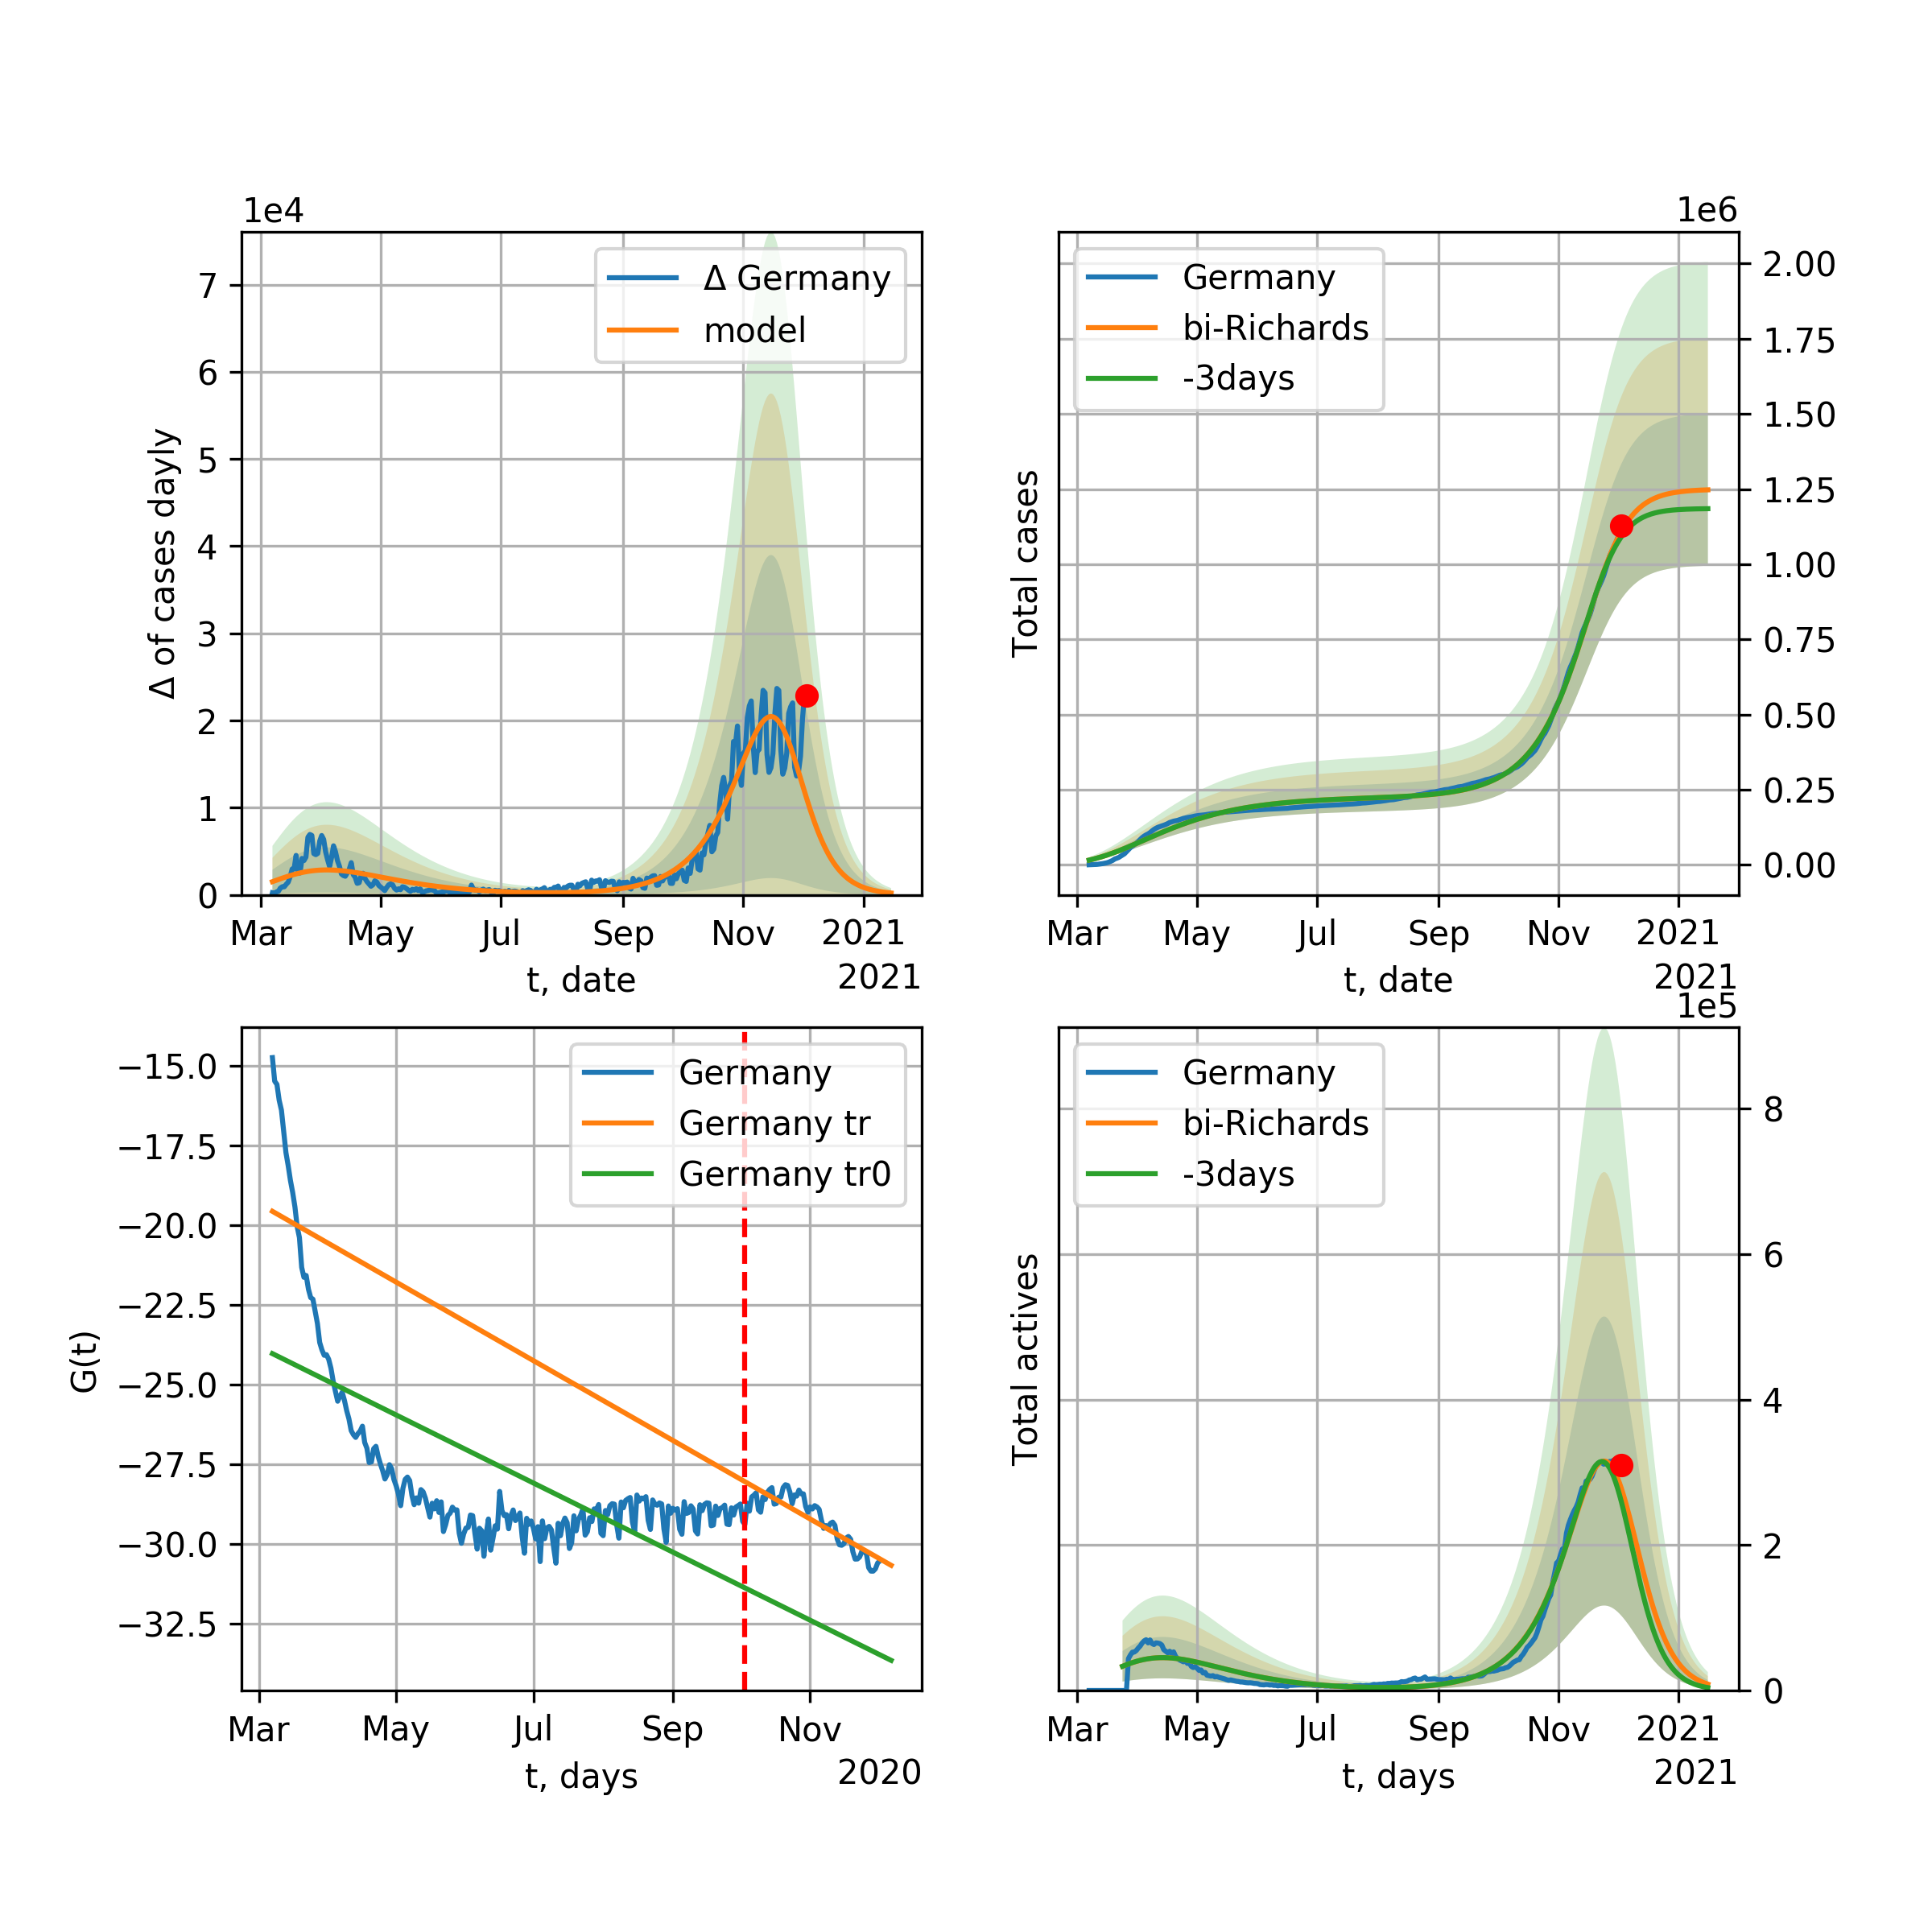 1e4
7
6
5
4
3
2
1
0
Δ of cases dayly
Δ Germany
model
Mar May Jul Sep Nov 2021
t, date
2021
1e6
2.00
1.75
1.50
1.25
1.00
0.75
0.50
0.25
0.00
Total cases
Germany
bi-Richards
-3days
Mar May Jul Sep Nov 2021
t, date
2021
−15.0
−17.5
−20.0
−22.5
−25.0
−27.5
−30.0
−32.5
G(t)
Germany
Germany tr
Germany tr0
Mar May Jul Sep Nov
t, days
2020
1e5
8
6
4
2
0
Total actives
Germany
bi-Richards
-3days
Mar May Jul Sep Nov 2021
t, days
2021